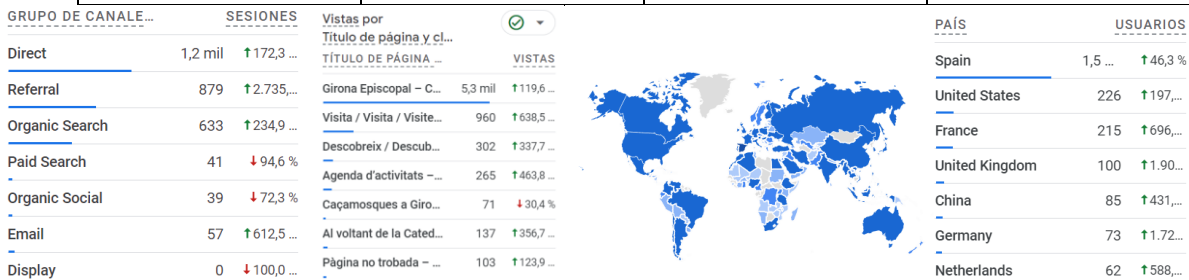 GRUPO DE CANALE… SESIONES
Direct 1,2 mil ↑172,3 …
Referral 879 ↑2.735,…
Organic Search 633 ↑234,9 …
Paid Search 41 ↓94,6 %
Organic Social 39 ↓72,3 %
Email 57 ↑612,5 …
Display 0 ↓100,0 …
Vistas por
Título de página y cl…
TÍTULO DE PÁGINA … VISTAS
Girona Episcopal – C… 5,3 mil ↑119,6 …
Visita / Visita / Visite… 960 ↑638,5 …
Descobreix / Descub… 302 ↑337,7 …
Agenda d'activitats –… 265 ↑463,8 …
Caçamosques a Giro… 71 ↓30,4 %
Al voltant de la Cated… 137 ↑356,7 …
Pàgina no trobada – … 103 ↑123,9 …
PAÍS USUARIOS
Spain 1,5 … ↑46,3 %
United States 226 ↑197,…
France 215 ↑696,…
United Kingdom 100 ↑1.90…
China 85 ↑431,…
Germany 73 ↑1.72…
Netherlands 62 ↑588,…